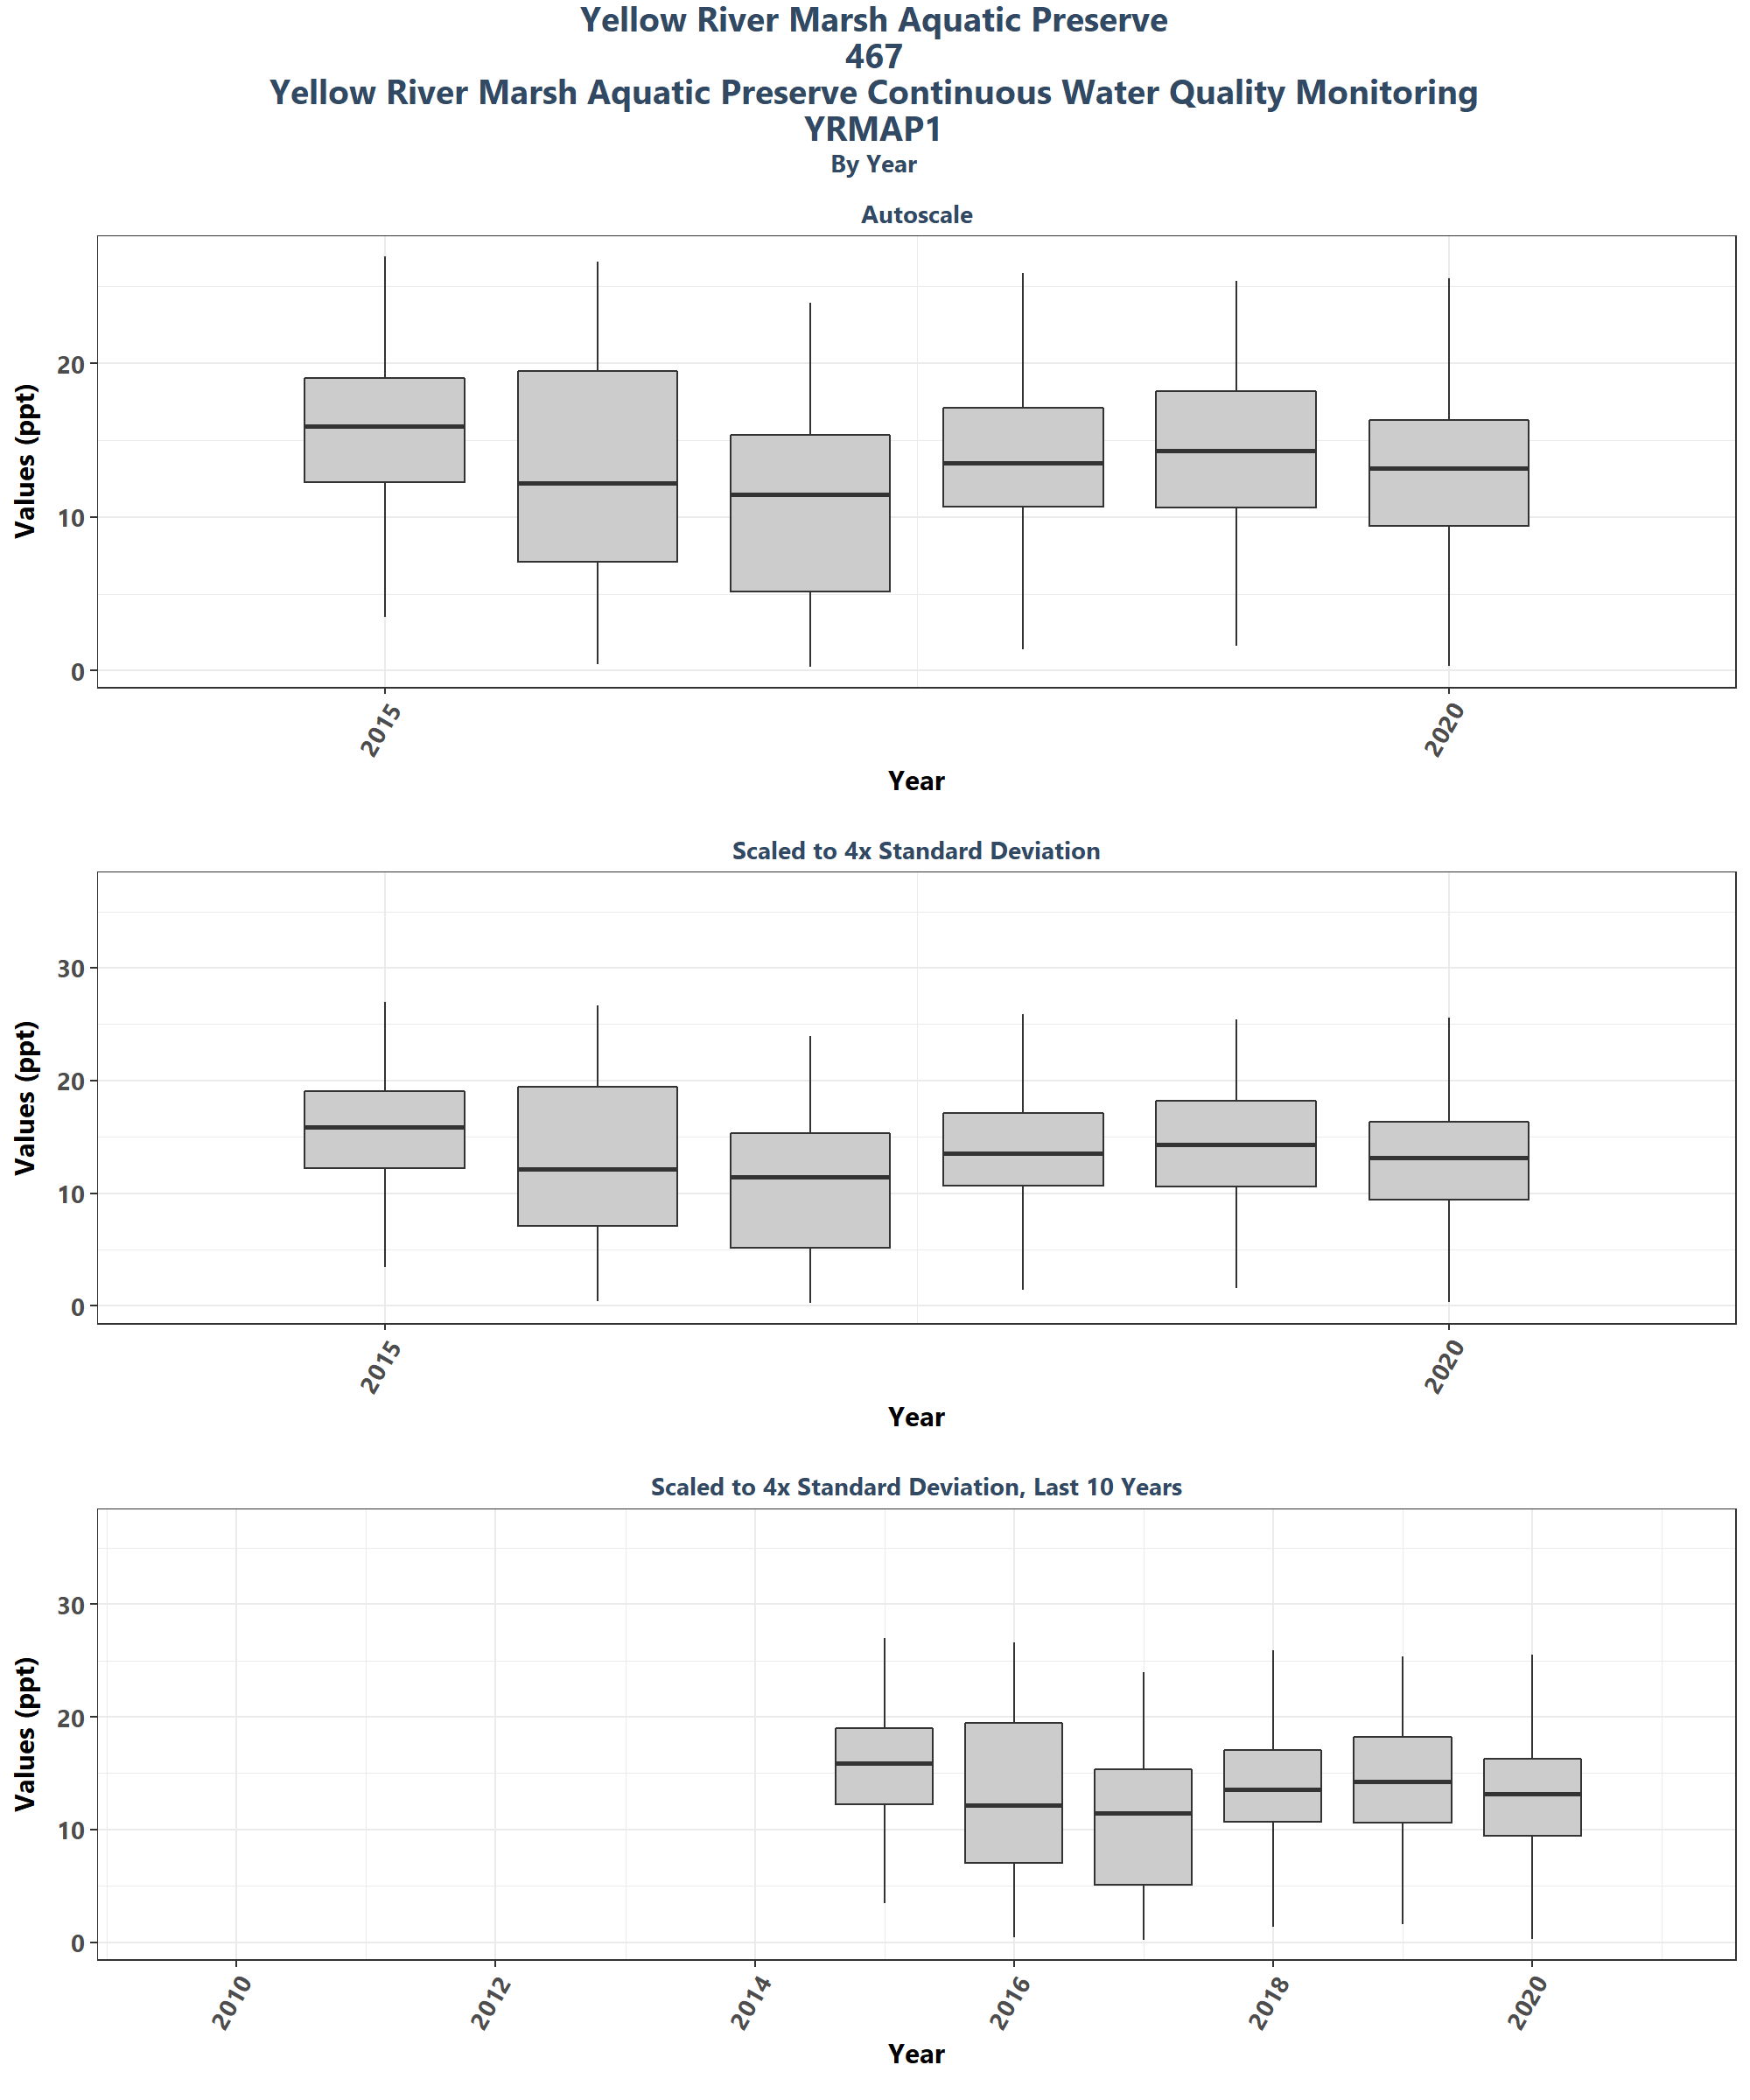 Yellow River Marsh Aquatic Preserve
467
Yellow River Marsh Aquatic Preserve Continuous Water Quality Monitoring
YRMAP1
By Year
Autoscale
Values (ppt)
20
10
0
2015
2020
Year
Scaled to 4x Standard Deviation
Values (ppt)
30
20
10
0
2015
2020
Year
Scaled to 4x Standard Deviation, Last 10 Years
Values (ppt)
30
20
10
0
2010
2012
2014
2016
2018
2020
Year